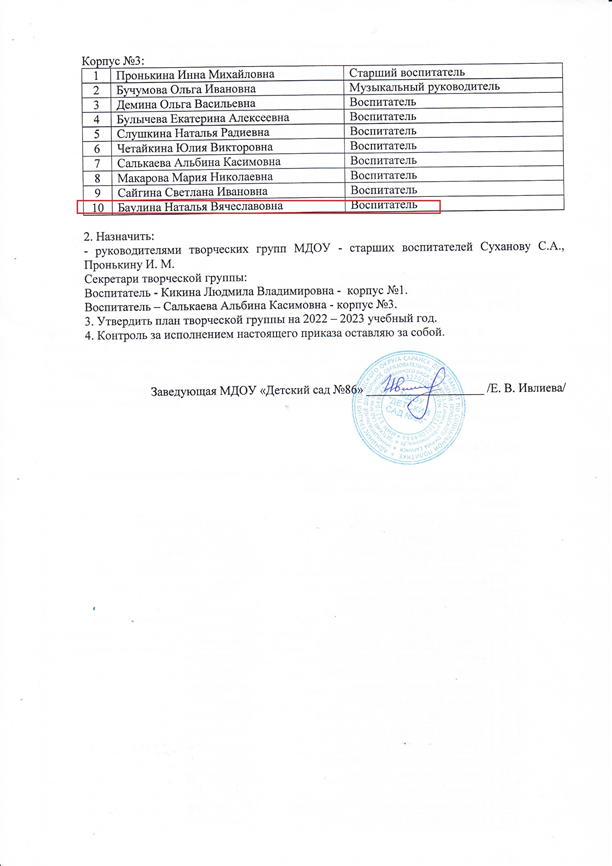 Корпус №3:
1 Пронькина Инна Михайловна Старший воспитатель
2 Бучумова Ольга Ивановна Музыкальный руководитель
3 Демина Ольга Васильевна Воспитатель
4 Булычева Екатерина Алексеевна Воспитатель
5 Слушкина Наталья Радиевна Воспитатель
6 Четайкина Юлия Викторовна Воспитатель
7 Салькаева Альбина Касимовна Воспитатель
8 Макарова Мария Николаевна Воспитатель
9 Сайгина Светлана Ивановна Воспитатель
10 Баулина Наталья Вячеславовна Воспитатель
2. Назначить:
- руководителями творческих групп МДОУ - старших воспитателей Суханову С.А.,
Пронькину И. М.
Секретари творческой группы:
Воспитатель - Кикина Людмила Владимировна - корпус №1.
Воспитатель – Салькаева Альбина Касимовна - корпус №3.
3. Утвердить план творческой группы на 2022 – 2023 учебный год.
4. Контроль за исполнением настоящего приказа оставляю за собой.
Заведующая МДОУ «Детский сад №86» /Е. В. Ивлиева/
МДОУ
ДЕТСКИЙ
САД